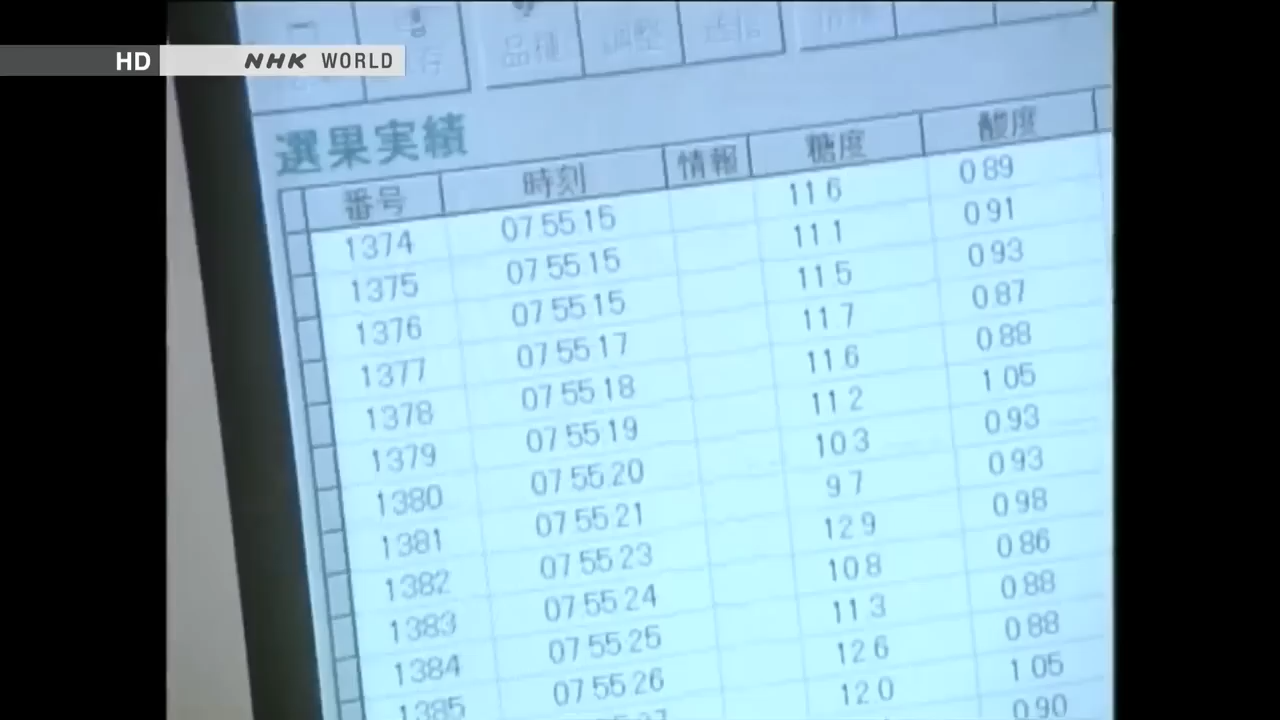 HD NHK WORLD
品種 調整
選果実績
番号 時刻 情報 糖度 酸度
1374 07 55 15 11 6 0 89
1375 07 55 15 11 1 0 91
1376 07 55 15 11 5 0 93
1377 07 55 17 11 7 0 87
1378 07 55 18 11 6 0 88
1379 07 55 19 11 2 1 05
1380 07 55 20 10 3 0 93
1381 07 55 21 9 7 0 93
1382 07 55 23 12 9 0 98
1383 07 55 24 10 8 0 86
1384 07 55 25 11 3 0 88
1385 07 55 26 12 6 0 88
12 0 1 05
0 90